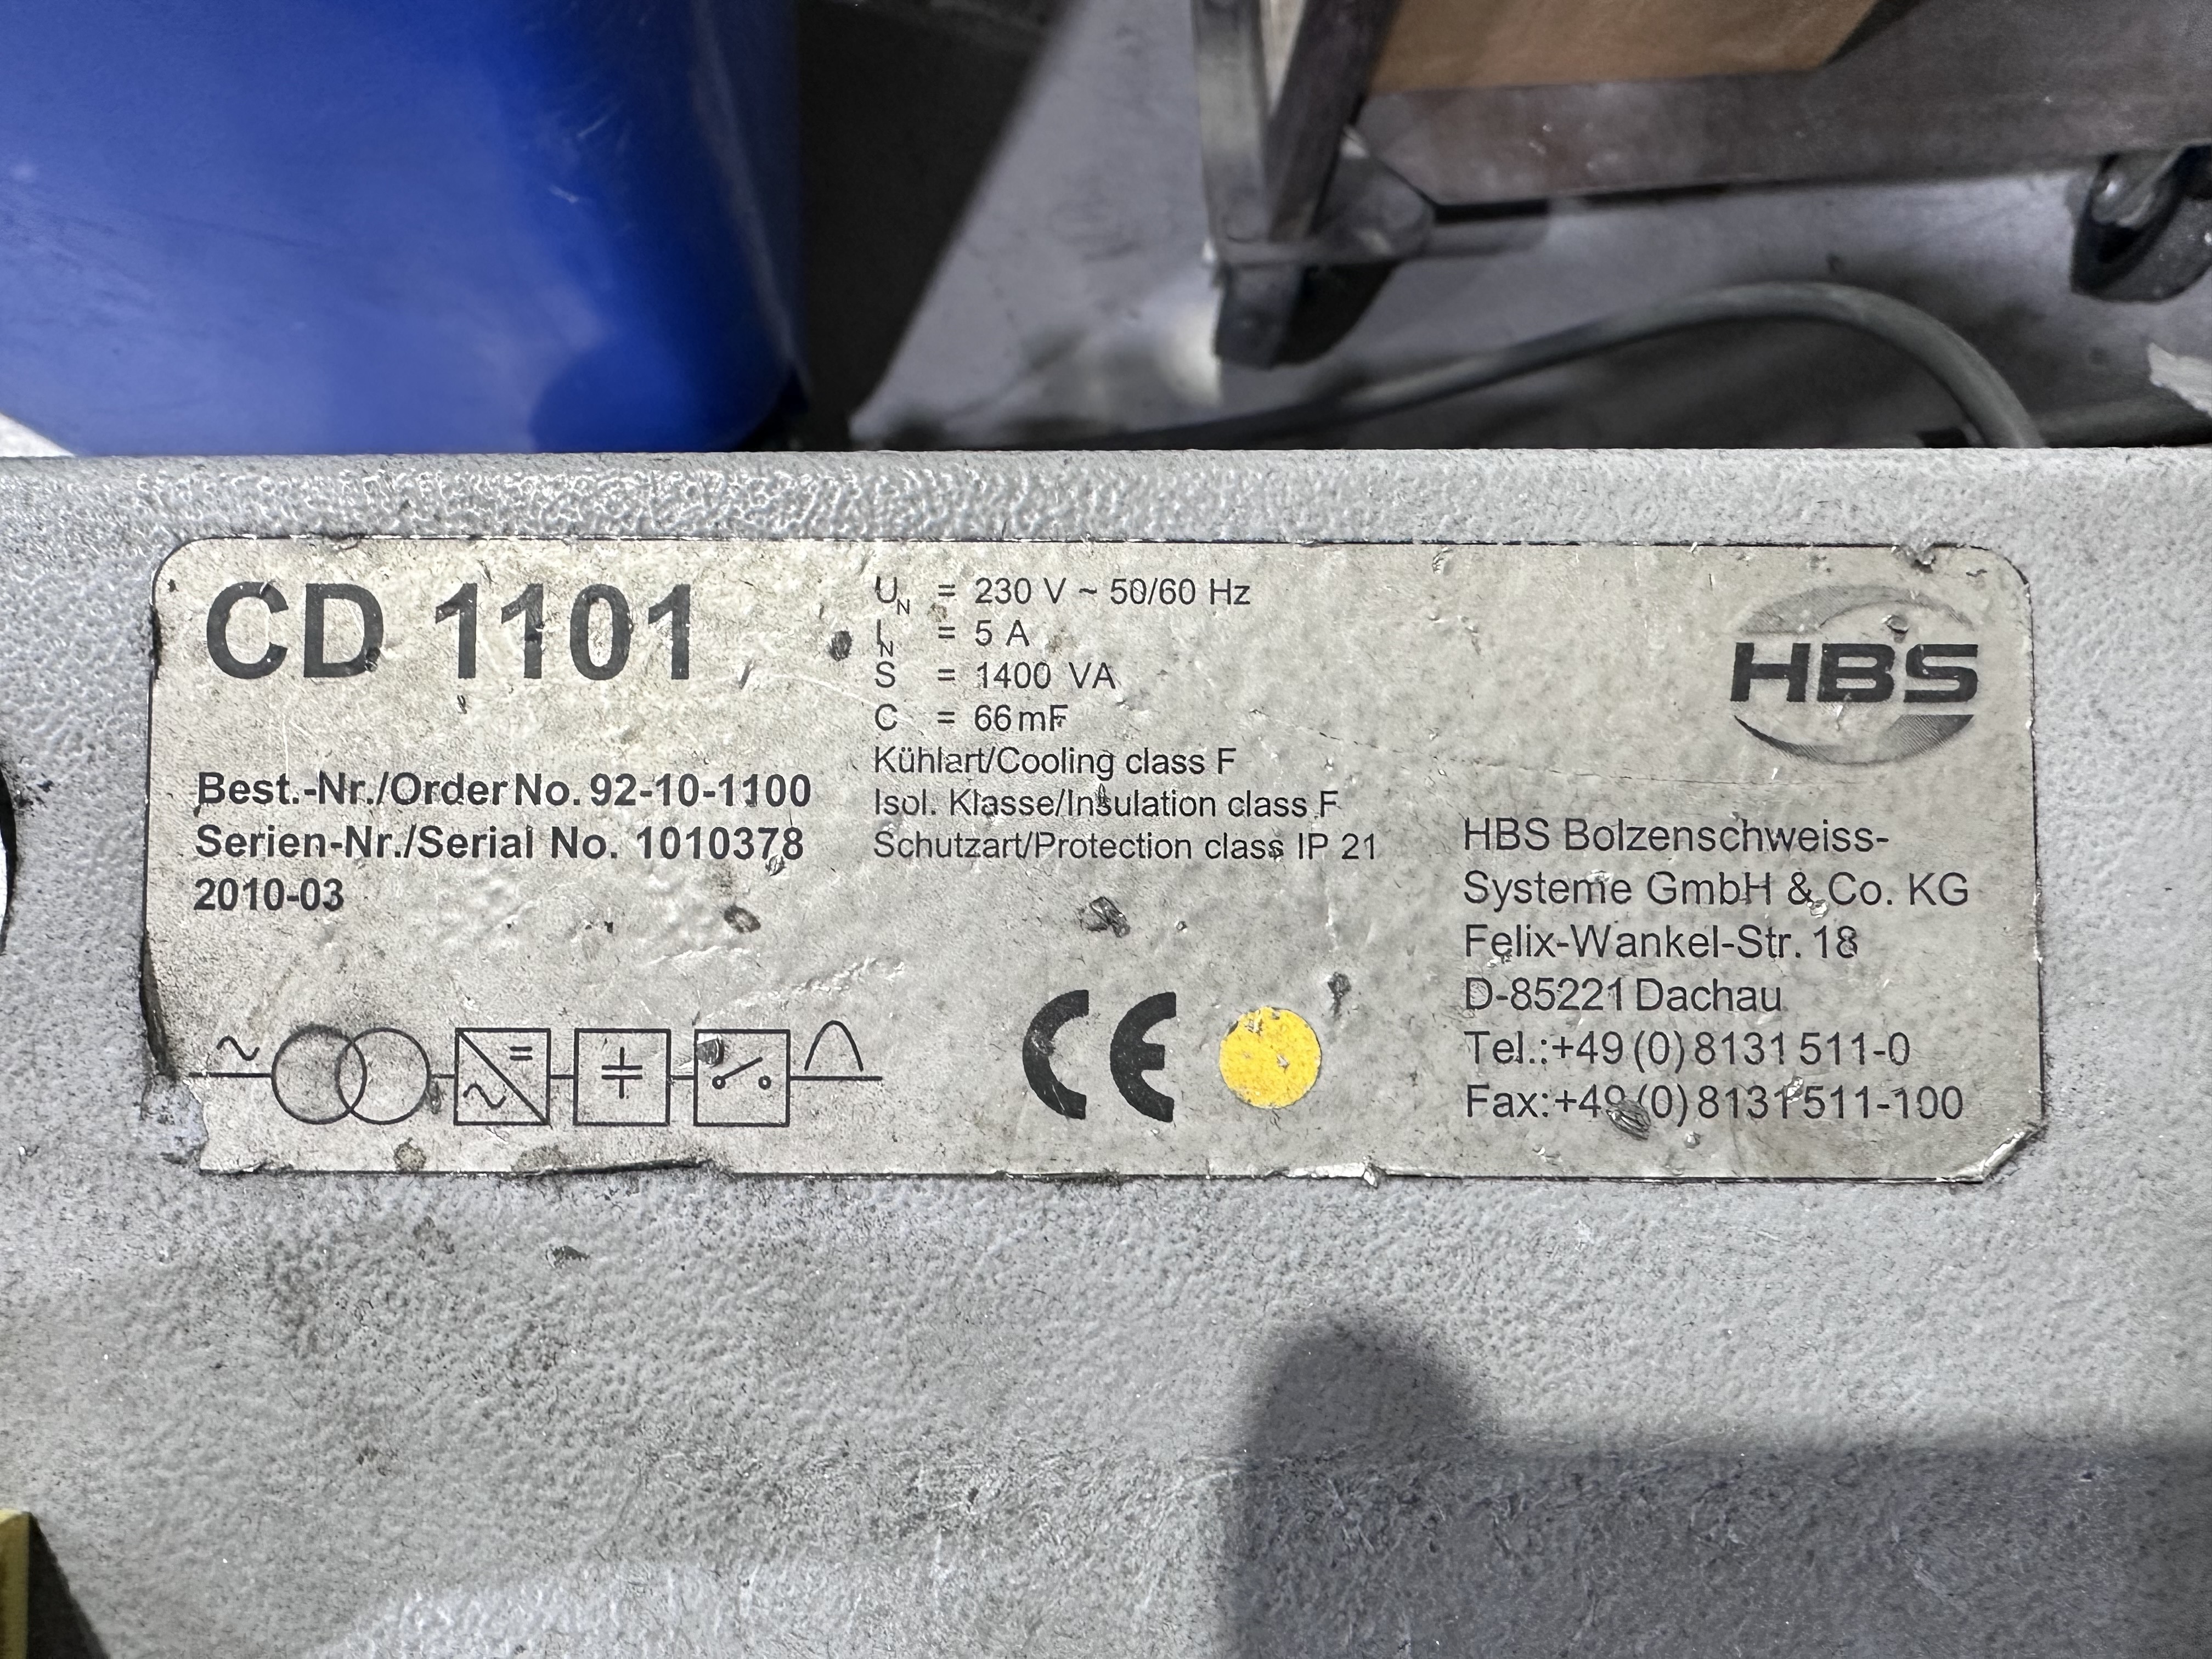 CD 1101
Best.-Nr./Order No. 92-10-1100
Serien-Nr./Serial No. 1010378
2010-03
UN = 230 V ~ 50/60 Hz
IN = 5 A
S = 1400 VA
C = 66 mF
Kühlart/Cooling class F
Isol. Klasse/Insulation class F
Schutzart/Protection class IP 21
CE
HBS
HBS Bolzenschweiss-
Systeme GmbH & Co. KG
Felix-Wankel-Str. 18
D-85221 Dachau
Tel.:+49 (0) 8131 511-0
Fax:+49 (0) 8131 511-100